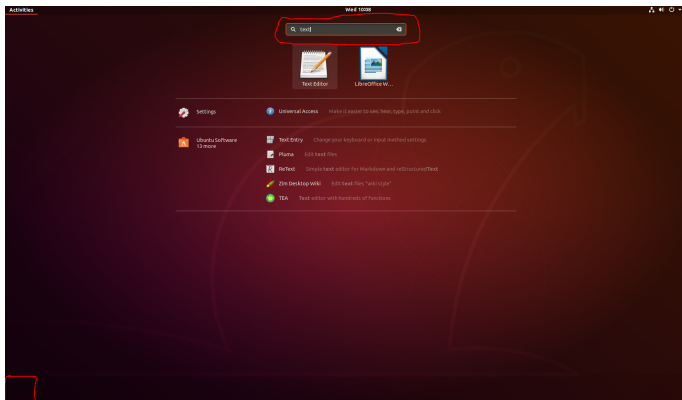 Activities
Wed 10:08
text
Text Editor
LibreOffice W...
Settings
Universal Access Make it easier to see, hear, type, point and click
Ubuntu Software
13 more
Text Entry Change your keyboard or input method settings
Pluma Edit text files
ReText Simple text editor for Markdown and reStructuredText
Zim Desktop Wiki Edit text files "wiki style"
TEA Text editor with hundreds of functions